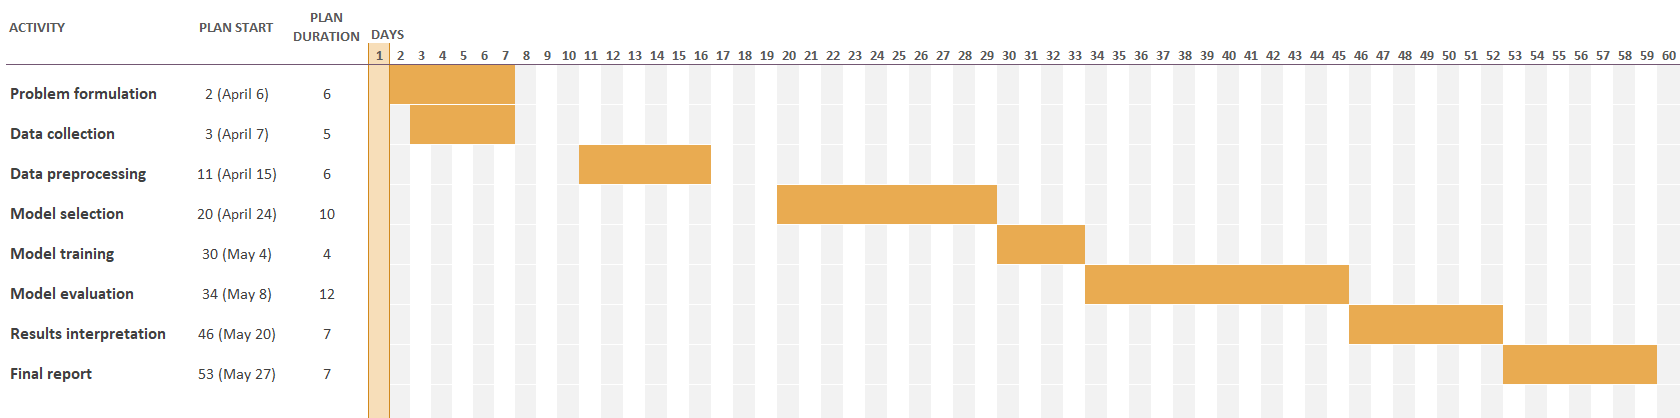 ACTIVITY PLAN START PLAN DURATION DAYS
1 2 3 4 5 6 7 8 9 10 11 12 13 14 15 16 17 18 19 20 21 22 23 24 25 26 27 28 29 30 31 32 33 34 35 36 37 38 39 40 41 42 43 44 45 46 47 48 49 50 51 52 53 54 55 56 57 58 59 60
Problem formulation 2 (April 6) 6
Data collection 3 (April 7) 5
Data preprocessing 11 (April 15) 6
Model selection 20 (April 24) 10
Model training 30 (May 4) 4
Model evaluation 34 (May 8) 12
Results interpretation 46 (May 20) 7
Final report 53 (May 27) 7